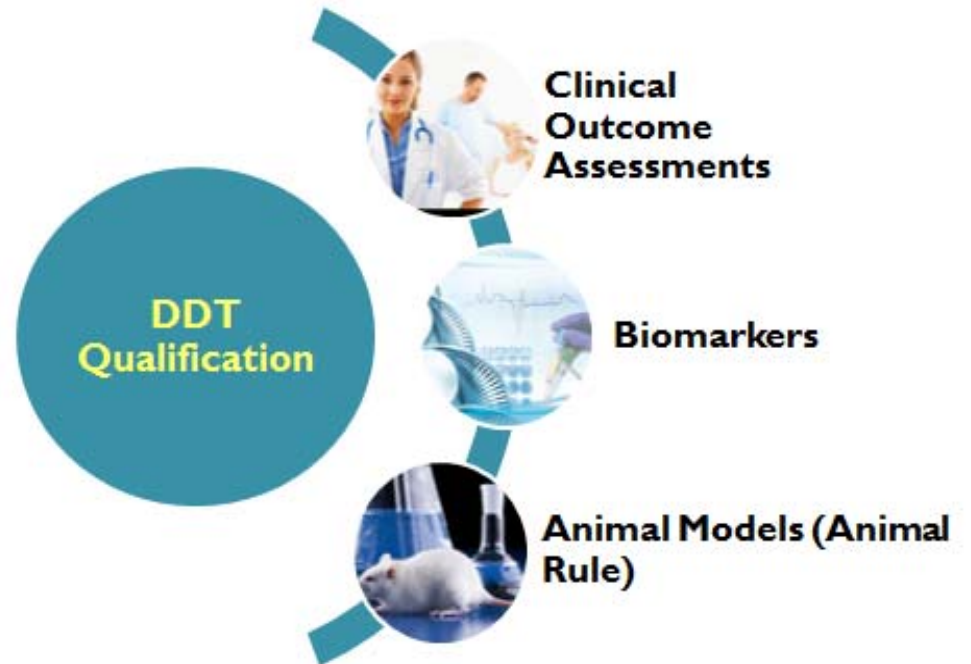 Clinical
Outcome
Assessments
DDT
Qualification
Biomarkers
Animal Models (Animal
Rule)